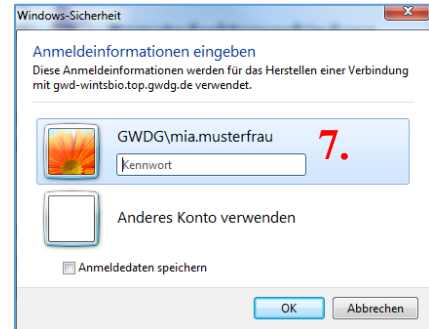 Windows-Sicherheit
Anmeldeinformationen eingeben
Diese Anmeldeinformationen werden für das Herstellen einer Verbindung
mit gwd-wintsbio.top.gwdg.de verwendet.
GWDG\mia.musterfrau
7.
Kennwort
Anderes Konto verwenden
Anmeldedaten speichern
OK
Abbrechen